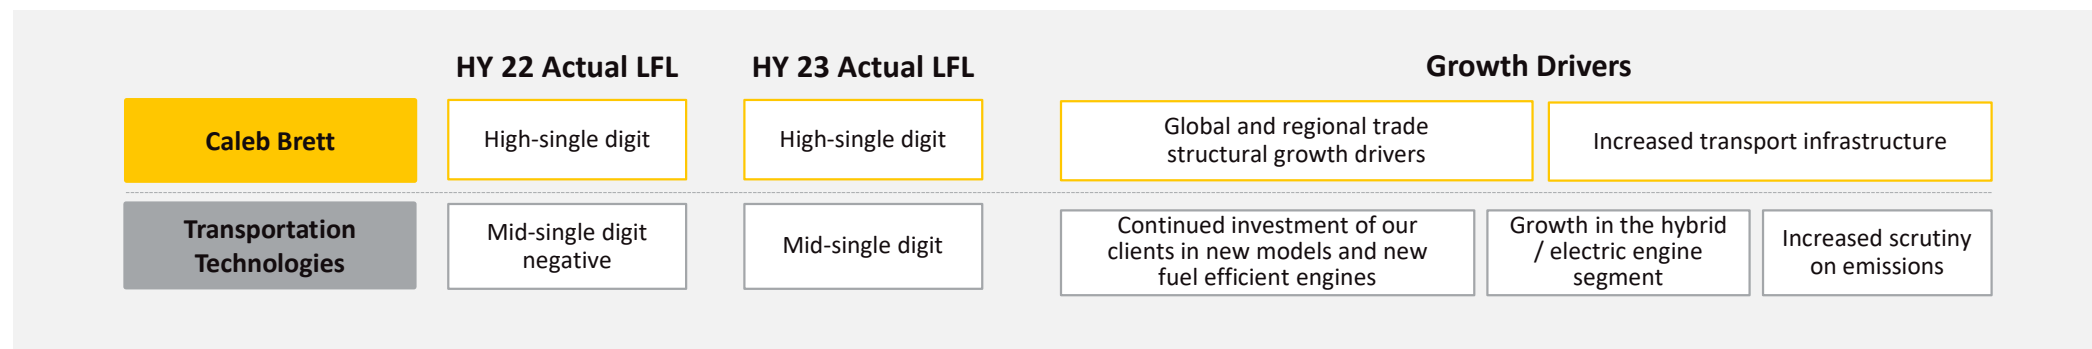 HY 22 Actual LFL
HY 23 Actual LFL
Growth Drivers
Caleb Brett
High-single digit
High-single digit
Global and regional trade
structural growth drivers
Increased transport infrastructure
Transportation
Technologies
Mid-single digit
negative
Mid-single digit
Continued investment of our
clients in new models and new
fuel efficient engines
Growth in the hybrid
/ electric engine
segment
Increased scrutiny
on emissions